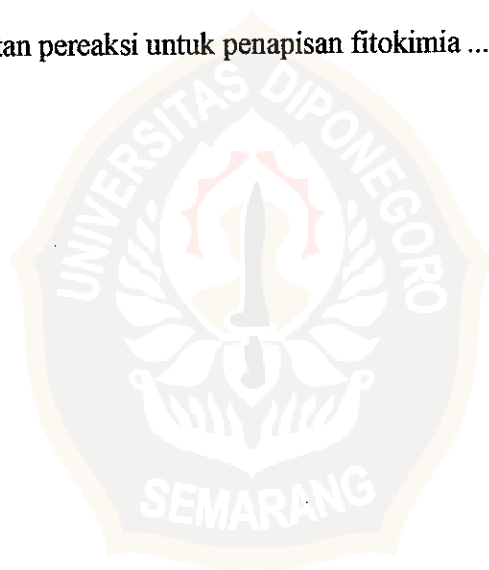 tan pereaksi untuk penapisan fitokimia ...
UNIVERSITAS DIPONEGORO
SEMARANG